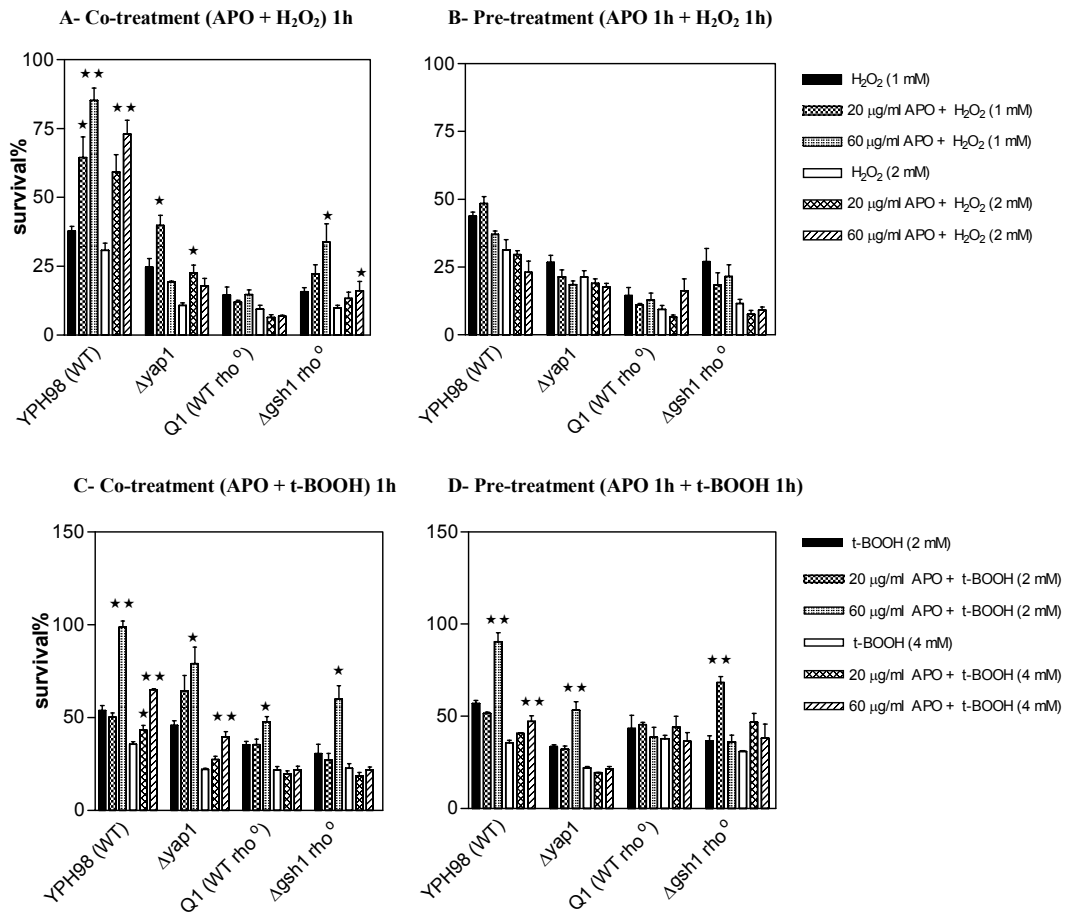 A- Co-treatment (APO + H₂O₂) 1h
B- Pre-treatment (APO 1h + H₂O₂ 1h)
survival%
100
75
50
25
0
★ ★
★
★ ★
★
★
★
★
YPH98 (WT)
Δyap1
Q1 (WT rho º)
Δgsh1 rho º
100
75
50
25
0
YPH98 (WT)
Δyap1
Q1 (WT rho º)
Δgsh1 rho º
H₂O₂ (1 mM)
20 μg/ml APO + H₂O₂ (1 mM)
60 μg/ml APO + H₂O₂ (1 mM)
H₂O₂ (2 mM)
20 μg/ml APO + H₂O₂ (2 mM)
60 μg/ml APO + H₂O₂ (2 mM)
C- Co-treatment (APO + t-BOOH) 1h
D- Pre-treatment (APO 1h + t-BOOH 1h)
survival%
150
100
50
0
★ ★
★
★ ★
★
★ ★
★
★
YPH98 (WT)
Δyap1
Q1 (WT rho º)
Δgsh1 rho º
150
100
50
0
★ ★
★ ★
★ ★
★ ★
YPH98 (WT)
Δyap1
Q1 (WT rho º)
Δgsh1 rho º
t-BOOH (2 mM)
20 μg/ml APO + t-BOOH (2 mM)
60 μg/ml APO + t-BOOH (2 mM)
t-BOOH (4 mM)
20 μg/ml APO + t-BOOH (4 mM)
60 μg/ml APO + t-BOOH (4 mM)